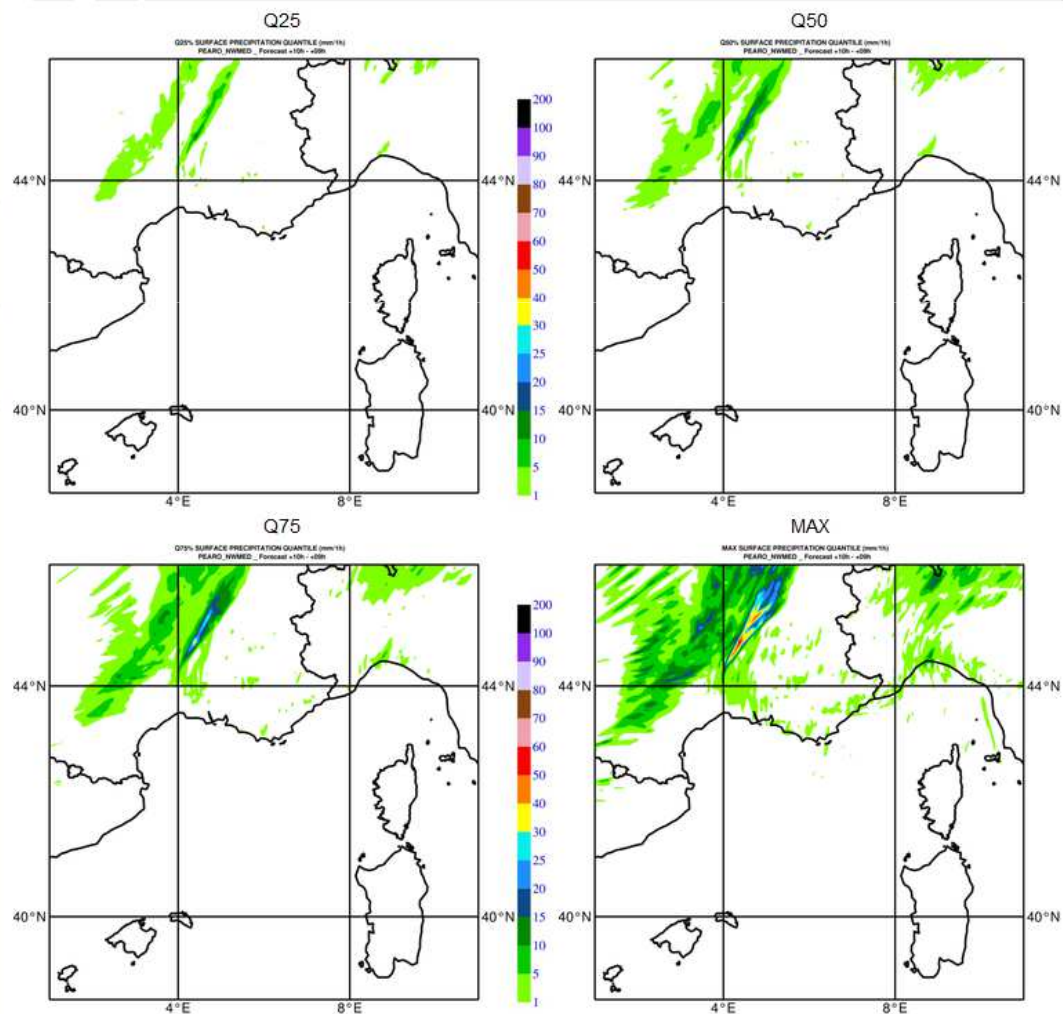 Q25
Q25% SURFACE PRECIPITATION QUANTILE (mm/1h)
PEARO_NWMED _ Forecast +10h - +09h
44°N
40°N
4°E
8°E
200
100
90
80
70
60
50
40
30
25
20
15
10
5
1
Q50
Q50% SURFACE PRECIPITATION QUANTILE (mm/1h)
PEARO_NWMED _ Forecast +10h - +09h
44°N
44°N
40°N
40°N
4°E
8°E
Q75
Q75% SURFACE PRECIPITATION QUANTILE (mm/1h)
PEARO_NWMED _ Forecast +10h - +09h
44°N
40°N
4°E
8°E
200
100
90
80
70
60
50
40
30
25
20
15
10
5
1
MAX
MAX SURFACE PRECIPITATION QUANTILE (mm/1h)
PEARO_NWMED _ Forecast +10h - +09h
44°N
44°N
40°N
40°N
4°E
8°E